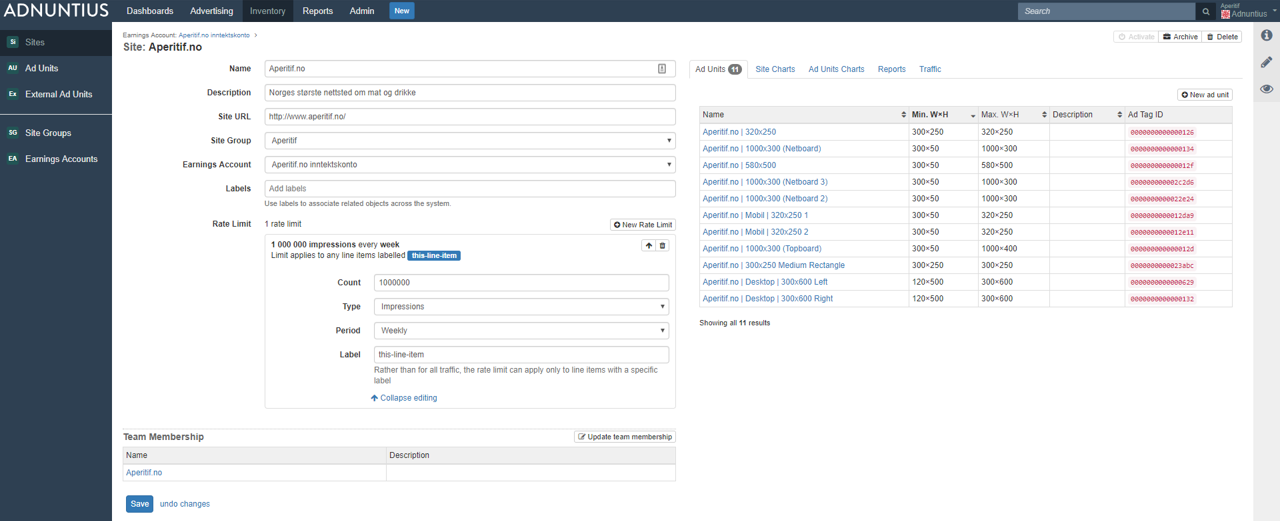 ADNUNTIUS
Dashboards Advertising Inventory Reports Admin New
Search
Aperitif
Adnuntius
Si Sites
AU Ad Units
Ex External Ad Units
SG Site Groups
EA Earnings Accounts
Earnings Account: Aperitif.no inntektskonto >
Site: Aperitif.no
Activate Archive Delete
Name Aperitif.no
Description Norges største nettsted om mat og drikke
Site URL http://www.aperitif.no/
Site Group Aperitif
Earnings Account Aperitif.no inntektskonto
Labels Add labels
Use labels to associate related objects across the system.
Rate Limit 1 rate limit New Rate Limit
1 000 000 impressions every week
Limit applies to any line items labelled this-line-item
Count 1000000
Type Impressions
Period Weekly
Label this-line-item
Rather than for all traffic, the rate limit can apply only to line items with a specific
label
Collapse editing
Team Membership Update team membership
Name Description
Aperitif.no
Save undo changes
Ad Units 11 Site Charts Ad Units Charts Reports Traffic
New ad unit
Name Min. W×H Max. W×H Description Ad Tag ID
Aperitif.no | 320x250 300×250 320×250 0000000000000126
Aperitif.no | 1000x300 (Netboard) 300×50 1000×300 0000000000000134
Aperitif.no | 580x500 300×50 580×500 000000000000012f
Aperitif.no | 1000x300 (Netboard 3) 300×50 1000×300 000000000002c2d6
Aperitif.no | 1000x300 (Netboard 2) 300×50 1000×300 0000000000022e24
Aperitif.no | Mobil | 320x250 1 300×50 320×250 0000000000012da9
Aperitif.no | Mobil | 320x250 2 300×50 320×250 0000000000012e11
Aperitif.no | 1000x300 (Topboard) 300×50 1000×400 000000000000012d
Aperitif.no | 300x250 Medium Rectangle 300×250 300×250 0000000000023abc
Aperitif.no | Desktop | 300x600 Left 120×500 300×600 0000000000000629
Aperitif.no | Desktop | 300x600 Right 120×500 300×600 0000000000000132
Showing all 11 results